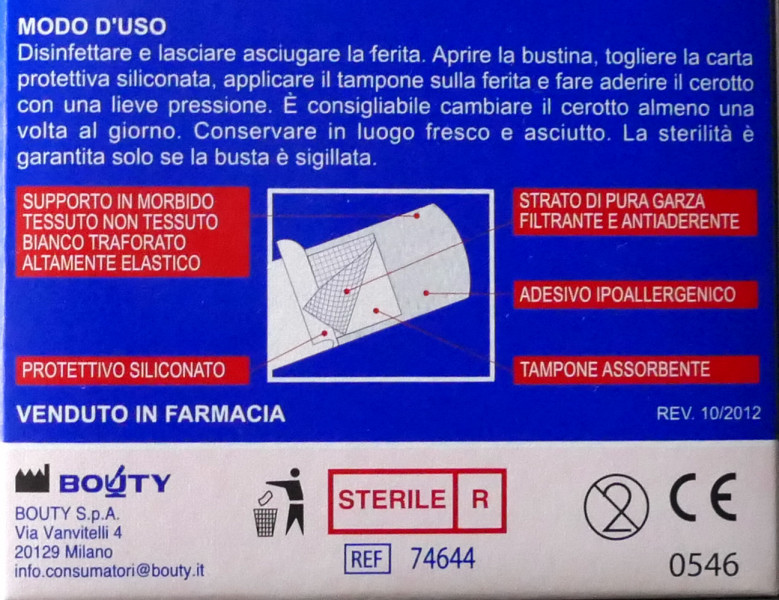 MODO D'USO
Disinfettare e lasciare asciugare la ferita. Aprire la bustina, togliere la carta
protettiva siliconata, applicare il tampone sulla ferita e fare aderire il cerotto
con una lieve pressione. È consigliabile cambiare il cerotto almeno una
volta al giorno. Conservare in luogo fresco e asciutto. La sterilità è
garantita solo se la busta è sigillata.
SUPPORTO IN MORBIDO
TESSUTO NON TESSUTO
BIANCO TRAFORATO
ALTAMENTE ELASTICO
STRATO DI PURA GARZA
FILTRANTE E ANTIADERENTE
ADESIVO IPOALLERGENICO
PROTETTIVO SILICONATO
TAMPONE ASSORBENTE
VENDUTO IN FARMACIA
REV. 10/2012
BOUTY
BOUTY S.p.A.
Via Vanvitelli 4
20129 Milano
info.consumatori@bouty.it
STERILE R
REF 74644
2
CE
0546